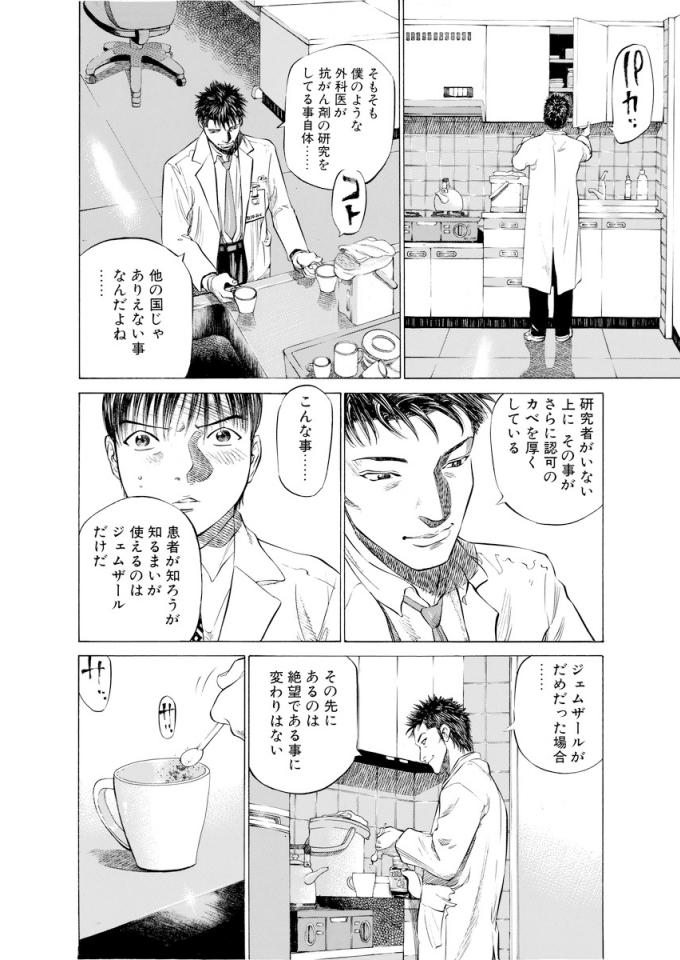 パカッ
そもそも
僕のような
外科医が
抗がん剤の研究を
してる事自体……
コト
他の国じゃ
ありえない事
なんだよね
……
研究者がいない
上に その事が
さらに認可の
カベを厚く
している
こんな事……
患者が知ろうが
知るまいが
使えるのは
ジェムザール
だけだ
ジェムザールが
だめだった場合
……
その先に
あるのは
絶望である事に
変わりはない
サッ
サッ